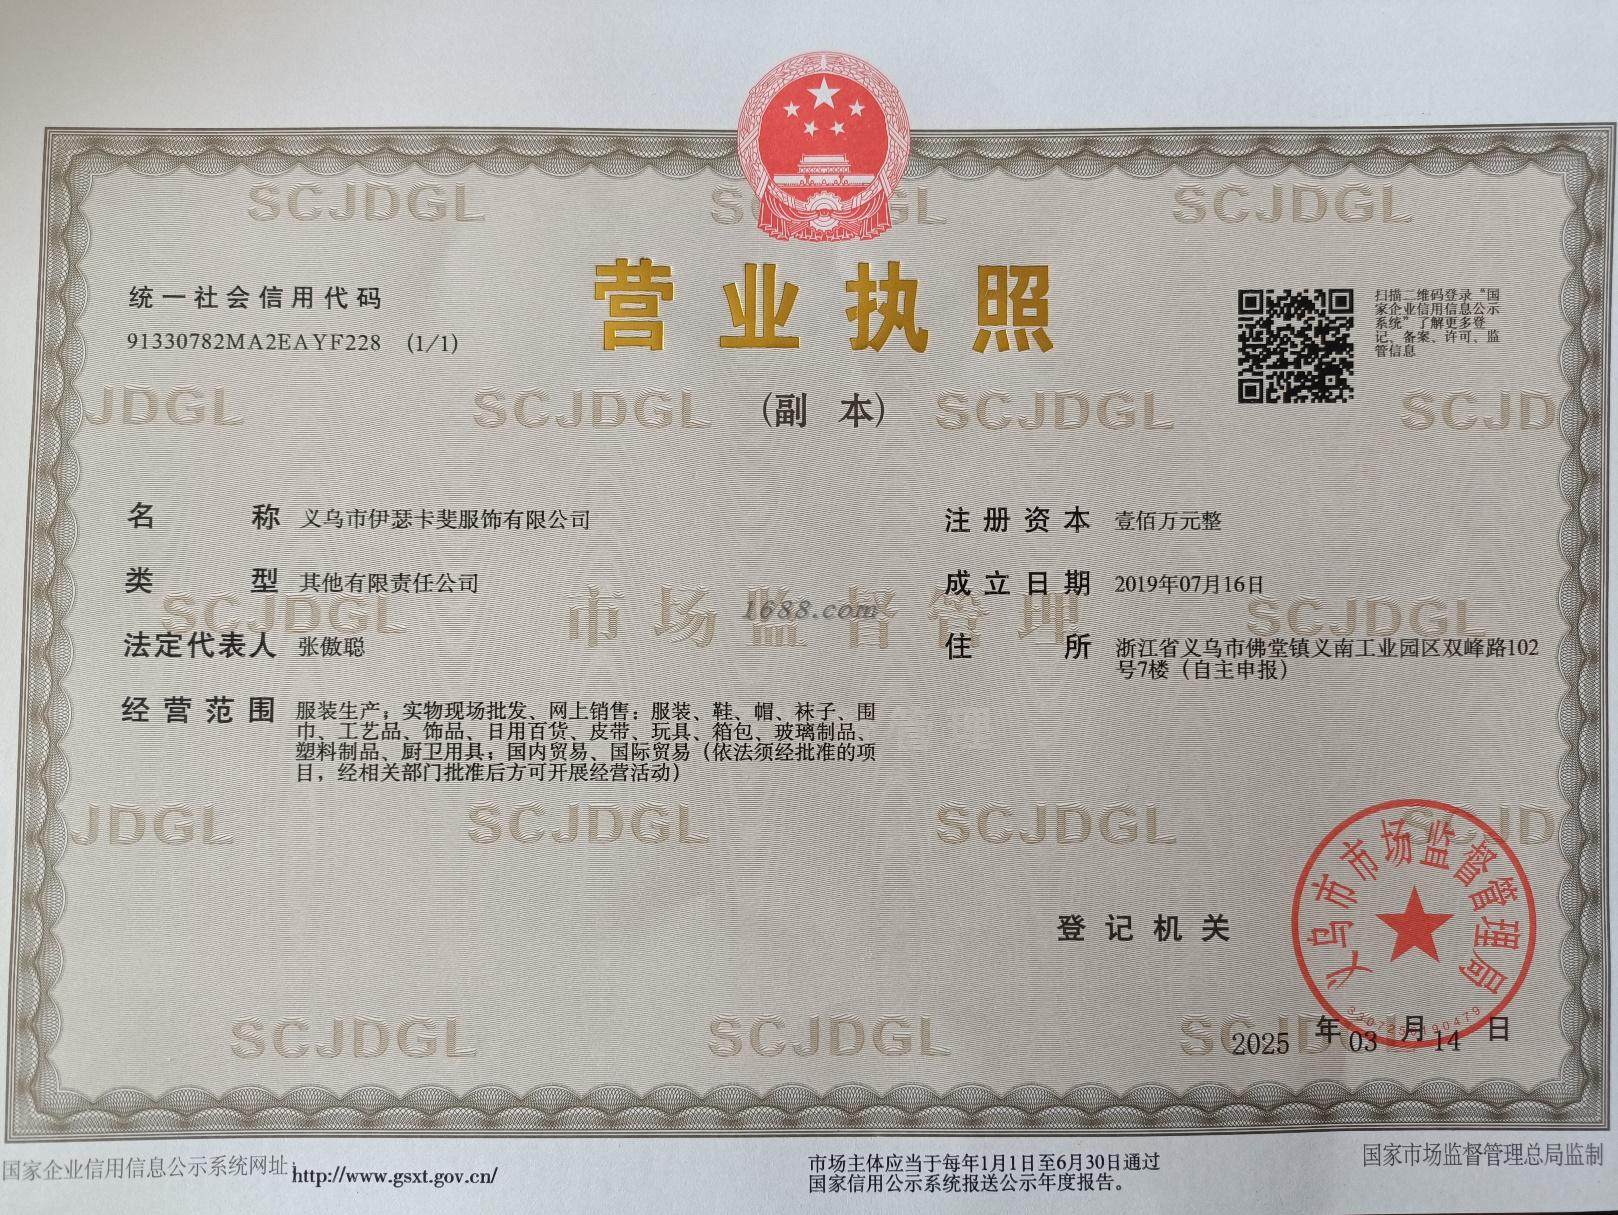 SCJDGL SCJDGL SCJDGL
营业执照
(副 本)
统一社会信用代码
91330782MA2EAYF228 (1/1)
扫描二维码登录“国
家企业信用信息公示
系统”了解更多登
记、备案、许可、监
管信息
JDGL SCJDGL SCJDGL SCJD
名 称 义乌市伊瑟卡斐服饰有限公司
类 型 其他有限责任公司
法定代表人 张傲聪
经营范围 服装生产；实物现场批发、网上销售：服装、鞋、帽、袜子、围
巾、工艺品、饰品、日用百货、皮带、玩具、箱包、玻璃制品、
塑料制品、厨卫用具；国内贸易、国际贸易（依法须经批准的项
目，经相关部门批准后方可开展经营活动）
注册资本 壹佰万元整
成立日期 2019年07月16日
住 所 浙江省义乌市佛堂镇义南工业园区双峰路102
号7楼（自主申报）
SCJDGL 市场监督管理 SCJDGL
1688.com
JDGL SCJDGL SCJDGL SCJD
登记机关
义乌市市场监督管理局
2025 年 03 月 14 日
SCJDGL SCJDGL SCJD
国家企业信用信息公示系统网址：http://www.gsxt.gov.cn/
市场主体应当于每年1月1日至6月30日通过
国家信用公示系统报送公示年度报告。
国家市场监督管理总局监制